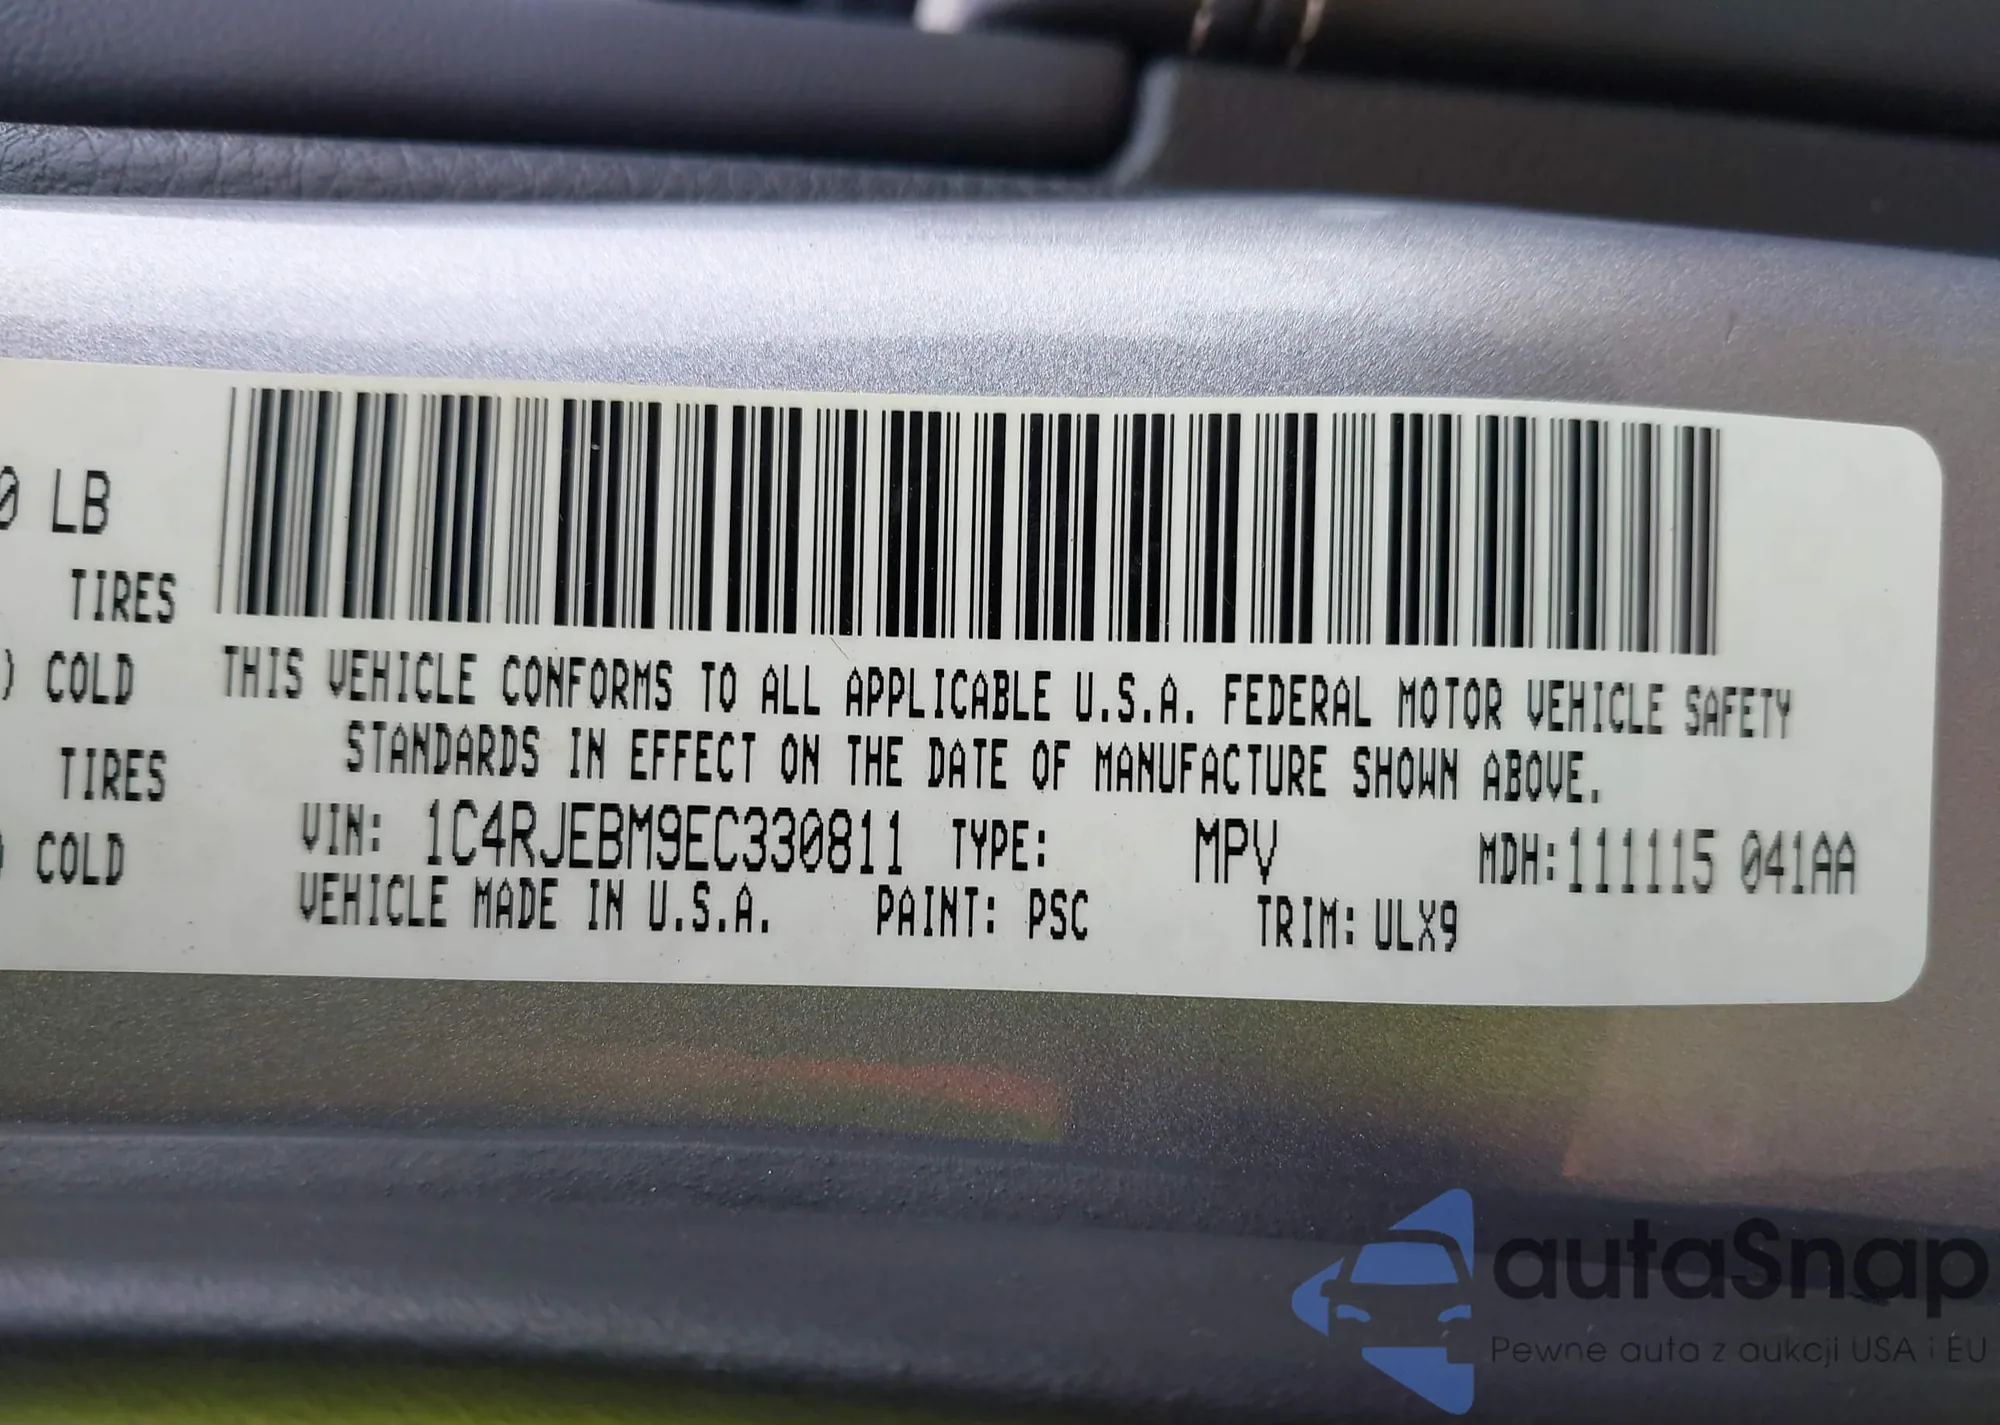 0 LB
TIRES
) COLD
TIRES
) COLD
THIS VEHICLE CONFORMS TO ALL APPLICABLE U.S.A. FEDERAL MOTOR VEHICLE SAFETY
STANDARDS IN EFFECT ON THE DATE OF MANUFACTURE SHOWN ABOVE.
VIN: 1C4RJEBM9EC330811 TYPE: MPV MDH:111115 041AA
VEHICLE MADE IN U.S.A. PAINT: PSC TRIM: ULX9
autaSnap
Pewne auta z aukcji USA i EU